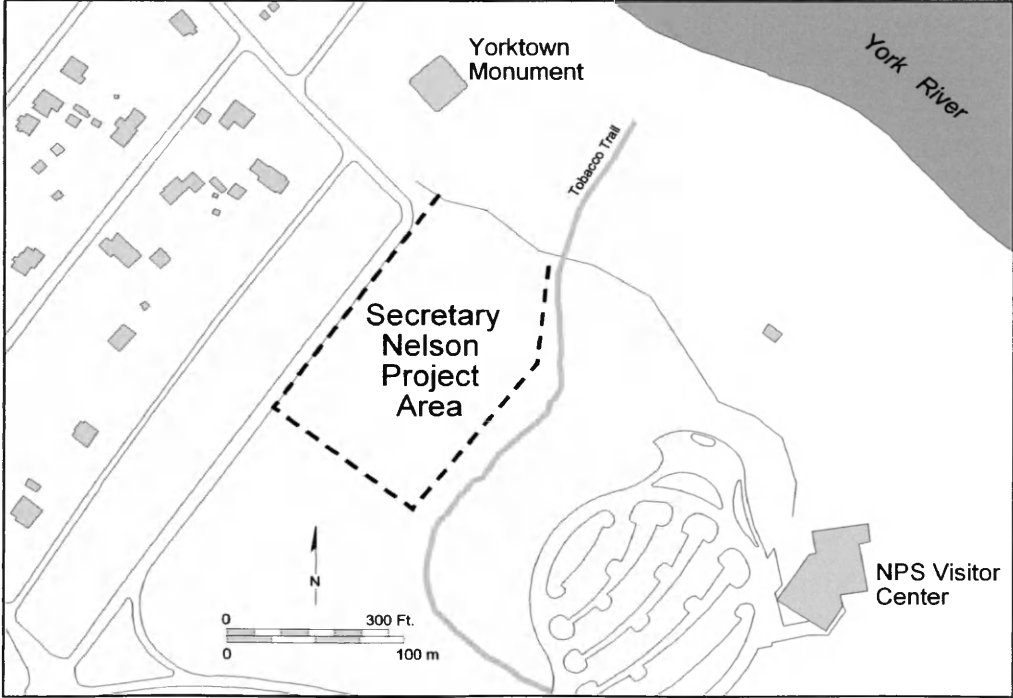 Yorktown
Monument
York River
Tobacco Trail
Secretary
Nelson
Project
Area
N
0 300 Ft.
0 100 m
NPS Visitor
Center